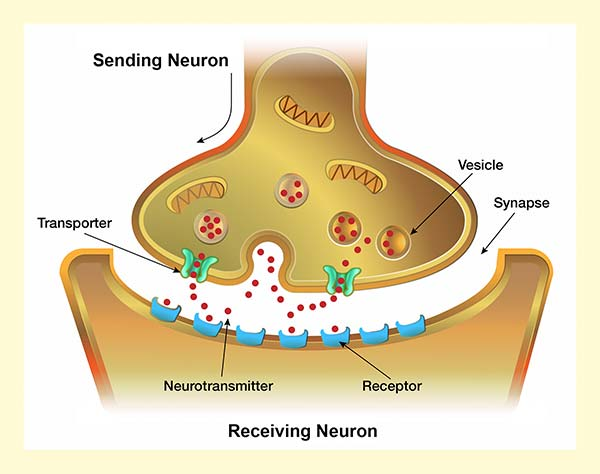 Sending Neuron
Vesicle
Synapse
Transporter
Neurotransmitter
Receptor
Receiving Neuron